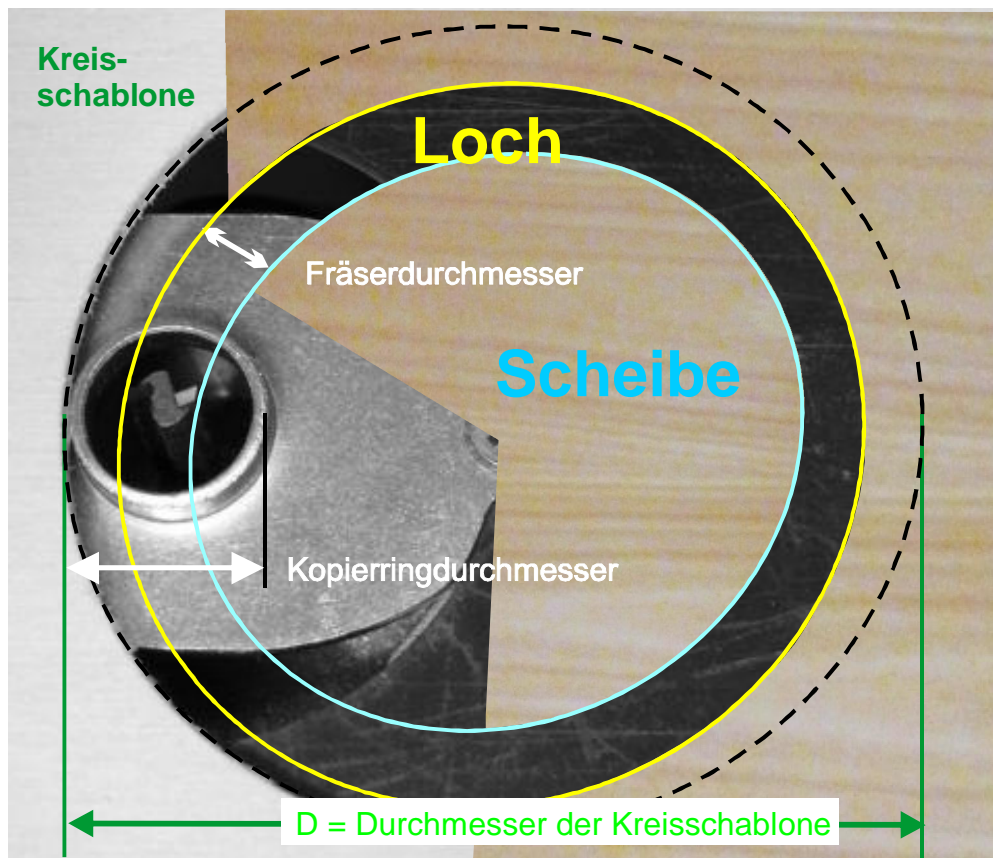 Kreis-
schablone
Loch
Fräserdurchmesser
Scheibe
Kopierringdurchmesser
D = Durchmesser der Kreisschablone